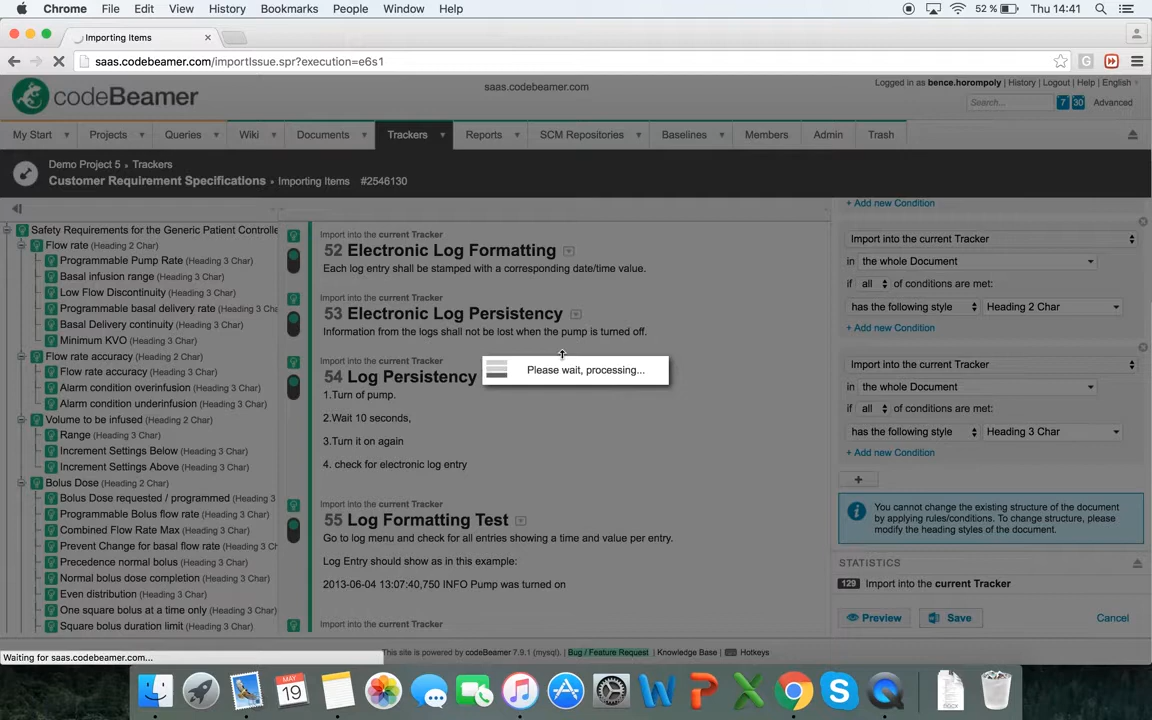 Chrome File Edit View History Bookmarks People Window Help 52 % Thu 14:41
Importing Items
saas.codebeamer.com/importIssue.spr?execution=e6s1
Logged in as bence.horompoly | History | Logout | Help | English
codeBeamer
saas.codebeamer.com
Search... 7 30 Advanced
My Start Projects Queries Wiki Documents Trackers Reports SCM Repositories Baselines Members Admin Trash
Demo Project 5 Trackers
Customer Requirement Specifications Importing Items #2546130
Safety Requirements for the Generic Patient Controlle
Flow rate (Heading 2 Char)
Programmable Pump Rate (Heading 3 Char)
Basal infusion range (Heading 3 Char)
Low Flow Discontinuity (Heading 3 Char)
Programmable basal delivery rate (Heading 3 Cha
Basal Delivery continuity (Heading 3 Char)
Minimum KVO (Heading 3 Char)
Flow rate accuracy (Heading 2 Char)
Flow rate accuracy (Heading 3 Char)
Alarm condition overinfusion (Heading 3 Char)
Alarm condition underinfusion (Heading 3 Char)
Volume to be infused (Heading 2 Char)
Range (Heading 3 Char)
Increment Settings Below (Heading 3 Char)
Increment Settings Above (Heading 3 Char)
Bolus Dose (Heading 2 Char)
Bolus Dose requested / programmed (Heading 3
Programmable Bolus flow rate (Heading 3 Char)
Combined Flow Rate Max (Heading 3 Char)
Prevent Change for basal flow rate (Heading 3 Ch
Precedence normal bolus (Heading 3 Char)
Normal bolus dose completion (Heading 3 Char)
Even distribution (Heading 3 Char)
One square bolus at a time only (Heading 3 Char)
Square bolus duration limit (Heading 3 Char)
Import into the current Tracker
52 Electronic Log Formatting
Each log entry shall be stamped with a corresponding date/time value.
Import into the current Tracker
53 Electronic Log Persistency
Information from the logs shall not be lost when the pump is turned off.
Import into the current Tracker
54 Log Persistency
1.Turn of pump.
2.Wait 10 seconds,
3.Turn it on again
4. check for electronic log entry
Import into the current Tracker
55 Log Formatting Test
Go to log menu and check for all entries showing a time and value per entry.
Log Entry should show as in this example:
2013-06-04 13:07:40,750 INFO Pump was turned on
Import into the current Tracker
Please wait, processing...
+ Add new Condition
Import into the current Tracker
in the whole Document
if all of conditions are met:
has the following style Heading 2 Char
+ Add new Condition
Import into the current Tracker
in the whole Document
if all of conditions are met:
has the following style Heading 3 Char
+ Add new Condition
+
You cannot change the existing structure of the document
by applying rules/conditions. To change structure, please
modify the heading styles of the document.
STATISTICS
129 Import into the current Tracker
Preview Save Cancel
Waiting for saas.codebeamer.com...
This site is powered by codeBeamer 7.9.1 (mysql). | Bug / Feature Request | Knowledge Base | Hotkeys
MAY
19